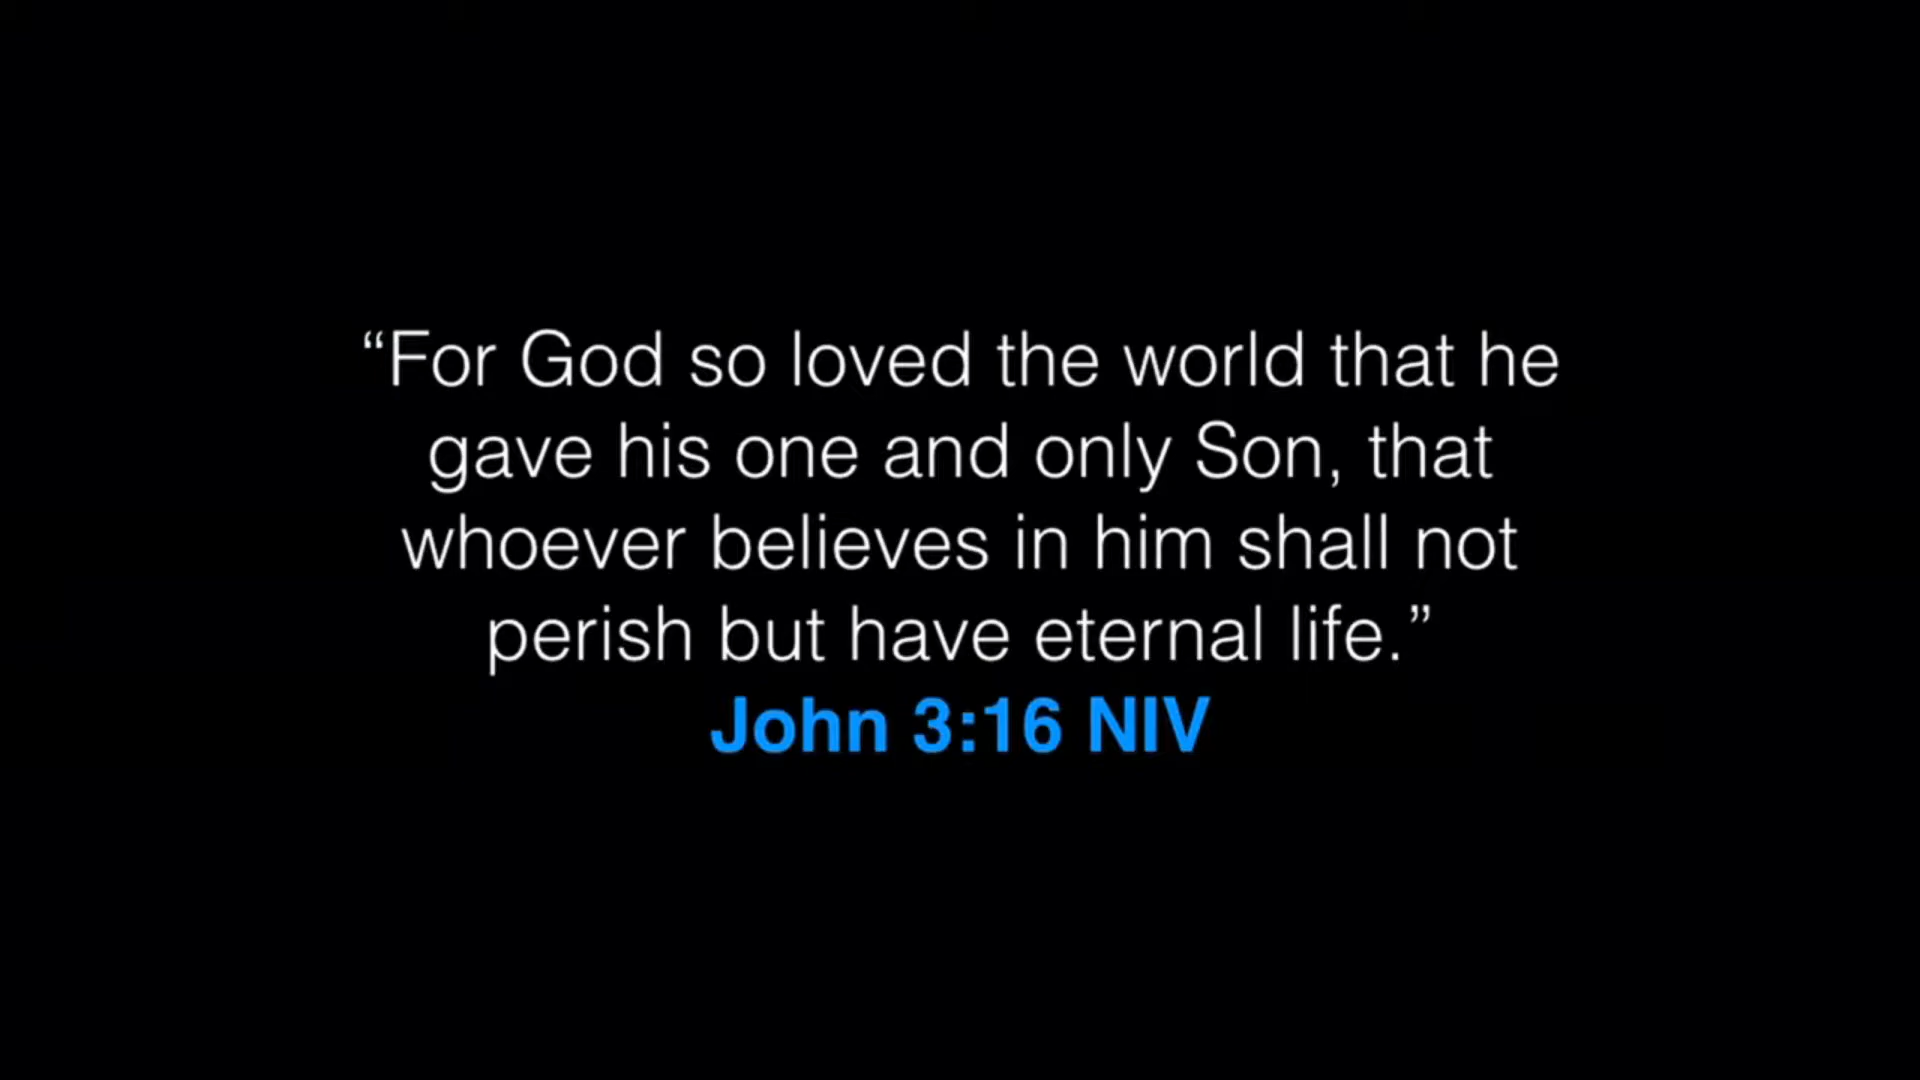 “For God so loved the world that he
gave his one and only Son, that
whoever believes in him shall not
perish but have eternal life.”
John 3:16 NIV